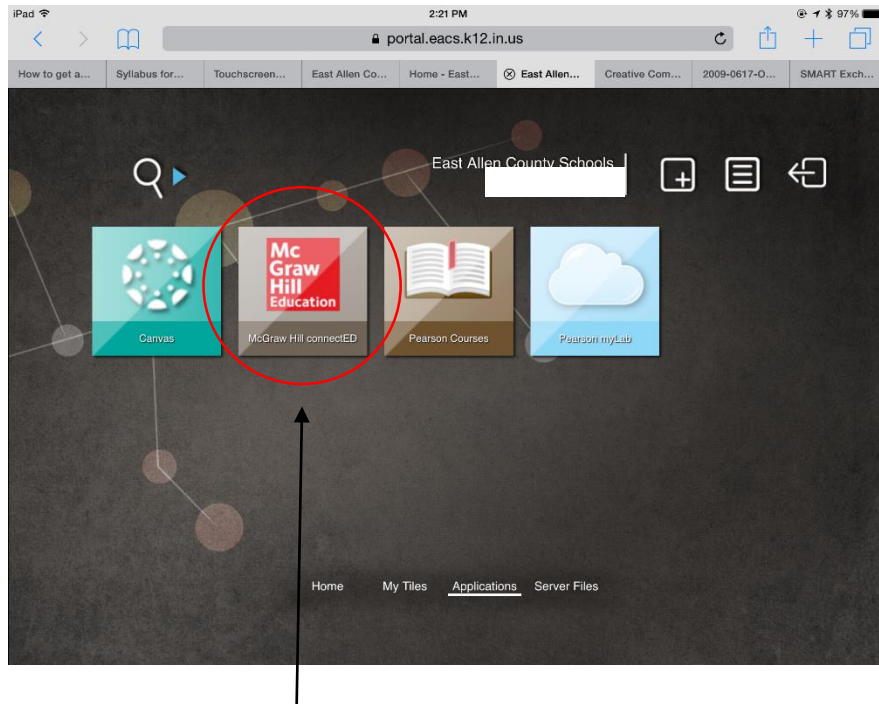 iPad 2:21 PM 97%
portal.eacs.k12.in.us
How to get a... Syllabus for... Touchscreen... East Allen Co... Home - East... East Allen... Creative Com... 2009-0617-O... SMART Exch...
East Allen County Schools
Mc
Graw
Hill
Education
Canvas McGraw Hill connectED Pearson Courses Pearson myLab
Home My Tiles Applications Server Files